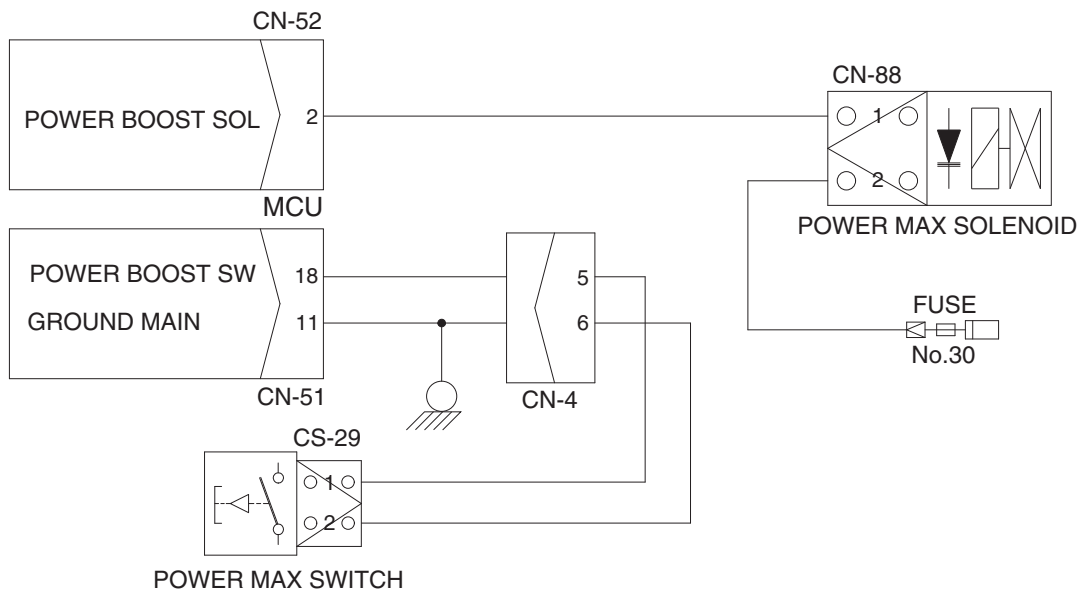 CN-52
POWER BOOST SOL 2
CN-88
1
2
POWER MAX SOLENOID
MCU
POWER BOOST SW 18
GROUND MAIN 11
CN-51
5
6
CN-4
FUSE
No.30
CS-29
1
2
POWER MAX SWITCH